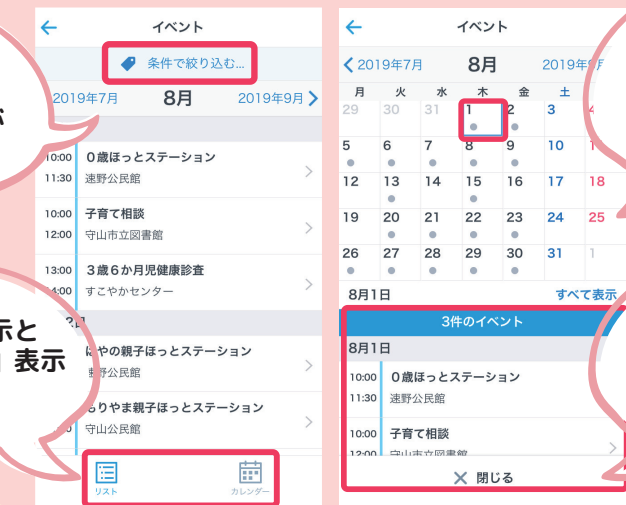 イベント
条件で絞り込む...
2019年7月
8月
2019年9月
10:00 0歳ほっとステーション
11:30 速野公民館
10:00 子育て相談
12:00 守山市立図書館
13:00 3歳6か月児健康診査
すこやかセンター
はやの親子ほっとステーション
もりやま親子ほっとステーション
守山公民館
リスト
カレンダー
示と
表示
イベント
2019年7月
8月
月 火 水 木 金 土
29 30 31 1 2 3
5 6 7 8 9 10
12 13 14 15 16 17 18
19 20 21 22 23 24 25
26 27 28 29 30 31 1
8月1日 すべて表示
3件のイベント
8月1日
10:00 0歳ほっとステーション
11:30 速野公民館
10:00 子育て相談
12:00 守山市立図書館
閉じる